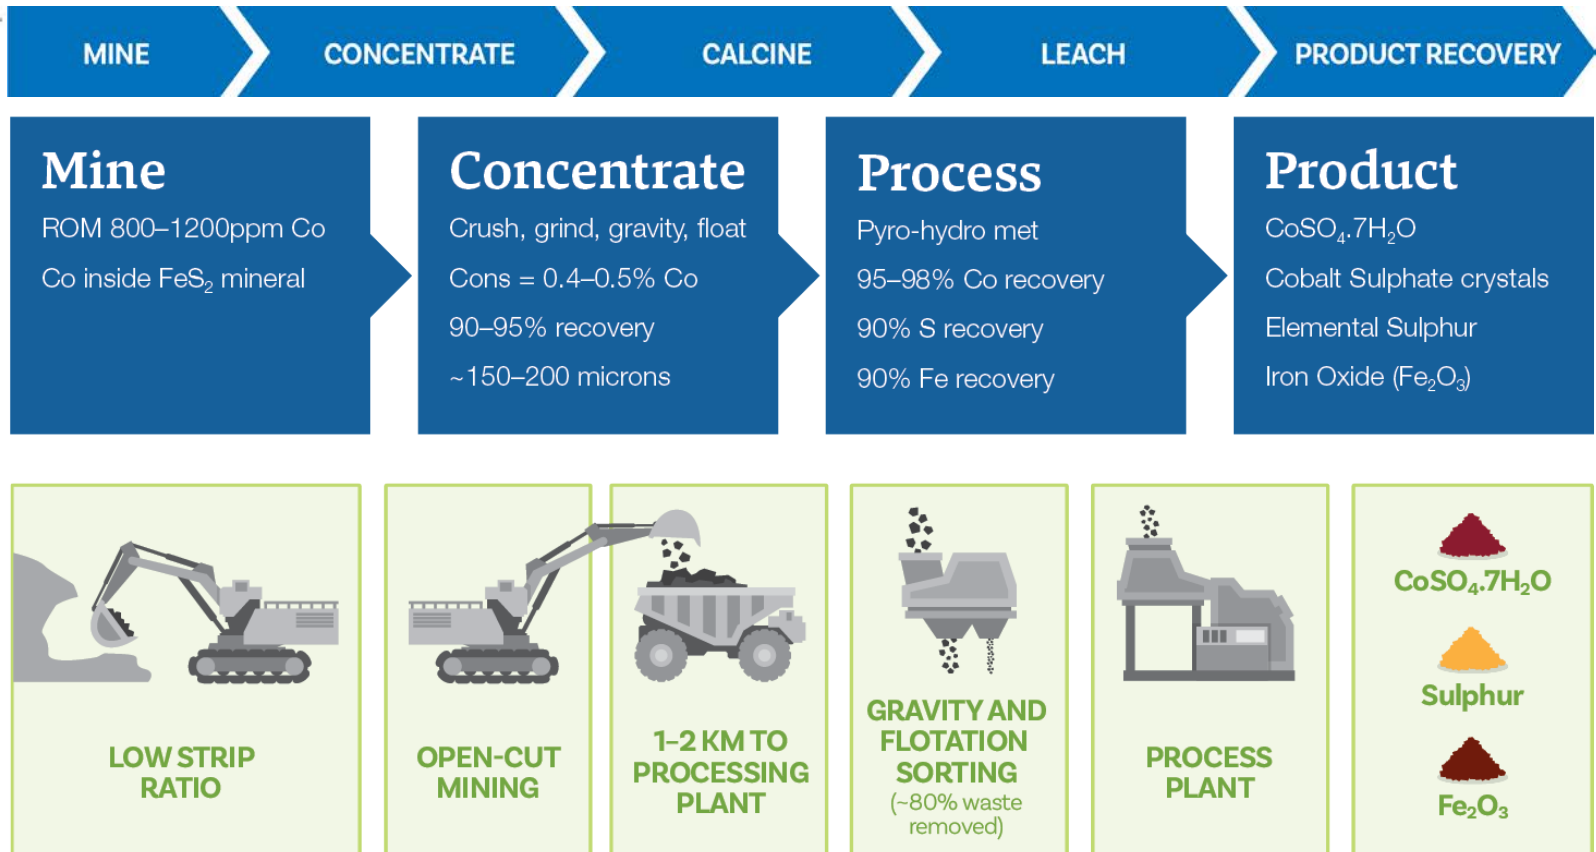 MINE
CONCENTRATE
CALCINE
LEACH
PRODUCT RECOVERY
Mine
ROM 800–1200ppm Co
Co inside FeS₂ mineral
Concentrate
Crush, grind, gravity, float
Cons = 0.4–0.5% Co
90–95% recovery
~150–200 microns
Process
Pyro-hydro met
95–98% Co recovery
90% S recovery
90% Fe recovery
Product
CoSO₄.7H₂O
Cobalt Sulphate crystals
Elemental Sulphur
Iron Oxide (Fe₂O₃)
LOW STRIP
RATIO
OPEN-CUT
MINING
1–2 KM TO
PROCESSING
PLANT
GRAVITY AND
FLOTATION
SORTING
(~80% waste
removed)
PROCESS
PLANT
CoSO₄.7H₂O
Sulphur
Fe₂O₃